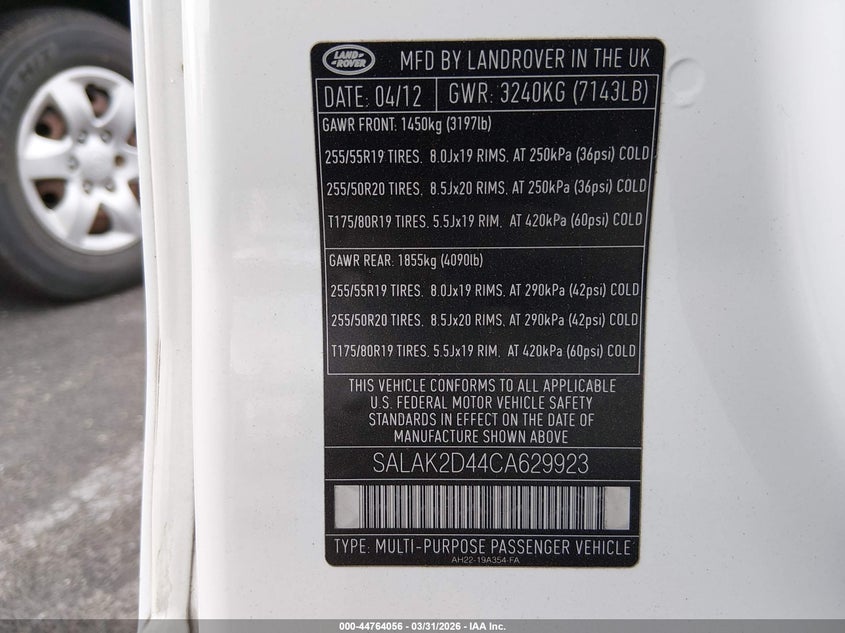 LAND
ROVER
MFD BY LANDROVER IN THE UK
DATE: 04/12 GWR: 3240KG (7143LB)
GAWR FRONT: 1450kg (3197lb)
255/55R19 TIRES, 8.0Jx19 RIMS, AT 250kPa (36psi) COLD
255/50R20 TIRES, 8.5Jx20 RIMS, AT 250kPa (36psi) COLD
T175/80R19 TIRES, 5.5Jx19 RIM, AT 420kPa (60psi) COLD
GAWR REAR: 1855kg (4090lb)
255/55R19 TIRES, 8.0Jx19 RIMS, AT 290kPa (42psi) COLD
255/50R20 TIRES, 8.5Jx20 RIMS, AT 290kPa (42psi) COLD
T175/80R19 TIRES, 5.5Jx19 RIM, AT 420kPa (60psi) COLD
THIS VEHICLE CONFORMS TO ALL APPLICABLE
U.S. FEDERAL MOTOR VEHICLE SAFETY
STANDARDS IN EFFECT ON THE DATE OF
MANUFACTURE SHOWN ABOVE
SALAK2D44CA629923
TYPE: MULTI-PURPOSE PASSENGER VEHICLE
AH22-19A354-FA
000-44764056 - 03/31/2026 - IAA Inc.